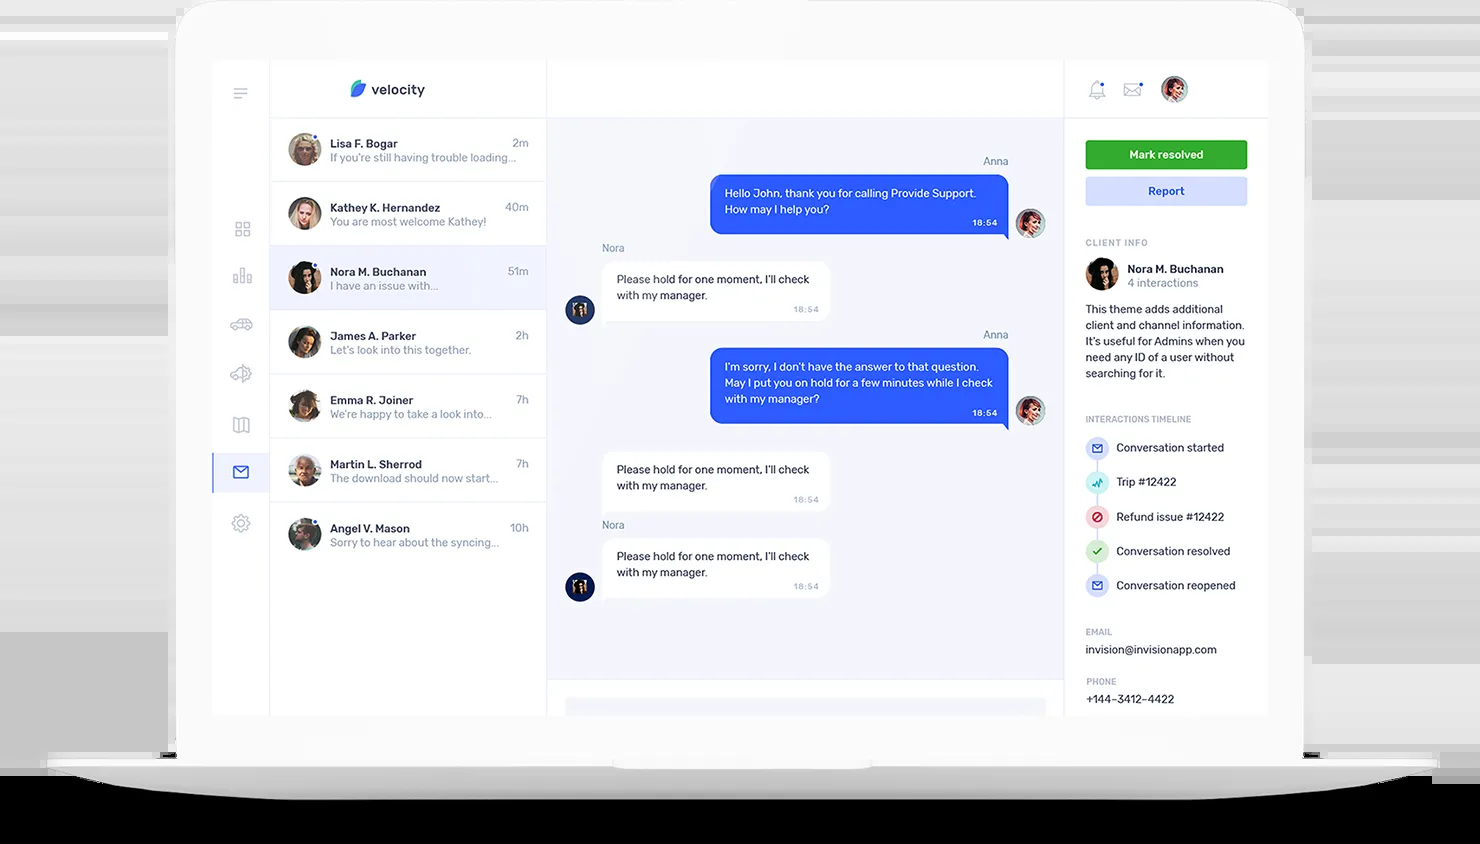 velocity
Lisa F. Bogar
2m
If you're still having trouble loading...
Kathey K. Hernandez
40m
You are most welcome Kathey!
Nora M. Buchanan
51m
I have an issue with...
James A. Parker
2h
Let's look into this together.
Emma R. Joiner
7h
We're happy to take a look into...
Martin L. Sherrod
7h
The download should now start...
Angel V. Mason
10h
Sorry to hear about the syncing...
Anna
Hello John, thank you for calling Provide Support.
How may I help you?
18:54
Nora
Please hold for one moment, I'll check
with my manager.
18:54
Anna
I'm sorry, I don't have the answer to that question.
May I put you on hold for a few minutes while I check
with my manager?
18:54
Please hold for one moment, I'll check
with my manager.
18:54
Nora
Please hold for one moment, I'll check
with my manager.
18:54
Mark resolved
Report
CLIENT INFO
Nora M. Buchanan
4 interactions
This theme adds additional
client and channel information.
It's useful for Admins when you
need any ID of a user without
searching for it.
INTERACTIONS TIMELINE
Conversation started
Trip #12422
Refund issue #12422
Conversation resolved
Conversation reopened
EMAIL
invision@invisionapp.com
PHONE
+144-3412-4422